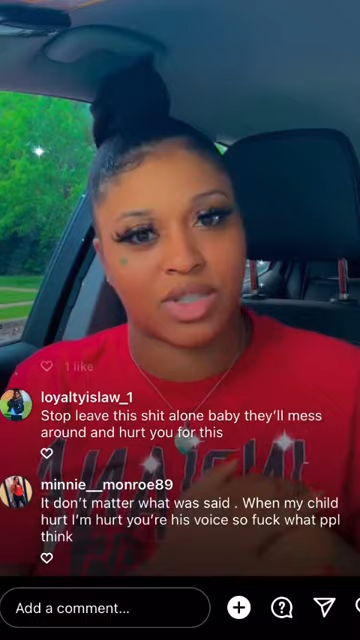 1 like
loyaltyislaw_1
Stop leave this shit alone baby they'll mess
around and hurt you for this
minnie__monroe89
It don't matter what was said . When my child
hurt I'm hurt you're his voice so fuck what ppl
think
Add a comment...